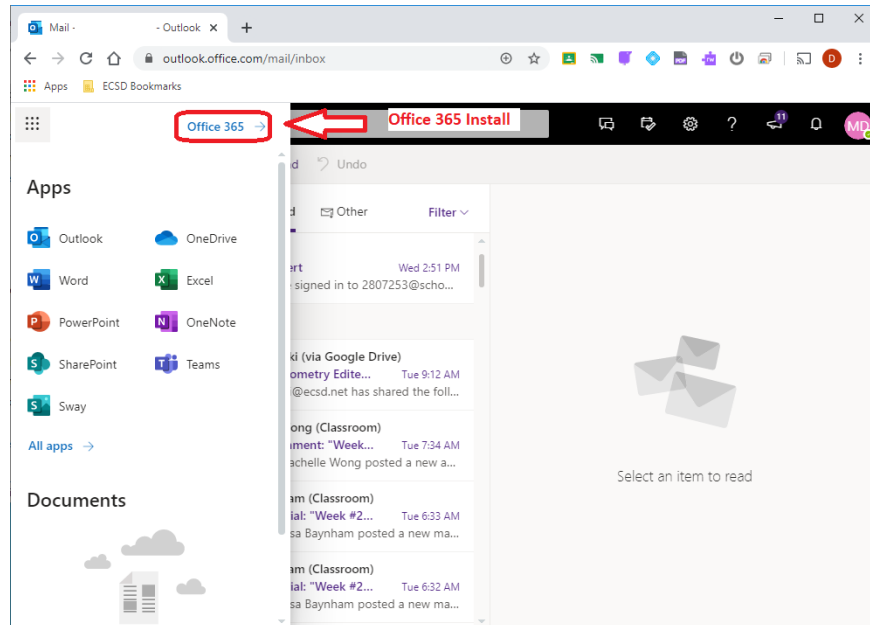 Mail -
- Outlook
outlook.office.com/mail/inbox
D
Apps
ECSD Bookmarks
Office 365 →
Office 365 Install
11
MD
Undo
Apps
Other
Filter
Outlook
OneDrive
ert
Wed 2:51 PM
Word
Excel
signed in to 2807253@scho...
PowerPoint
OneNote
ki (via Google Drive)
SharePoint
Teams
ometry Edite...
Tue 9:12 AM
@ecsd.net has shared the foll...
Sway
ong (Classroom)
All apps →
nment: "Week...
Tue 7:34 AM
achelle Wong posted a new a...
Select an item to read
Documents
am (Classroom)
ial: "Week #2...
Tue 6:33 AM
sa Baynham posted a new ma...
am (Classroom)
ial: "Week #2...
Tue 6:32 AM
sa Baynham posted a new ma...